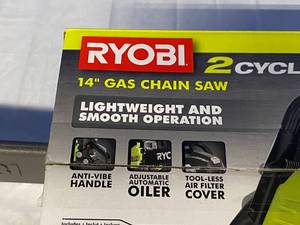 RYOBI
2 CYCL
14" GAS CHAIN SAW
LIGHTWEIGHT AND
SMOOTH OPERATION
RYO
ANTI-VIBE
HANDLE
ADJUSTABLE
AUTOMATIC
OILER
TOOL-LESS
AIR FILTER
COVER